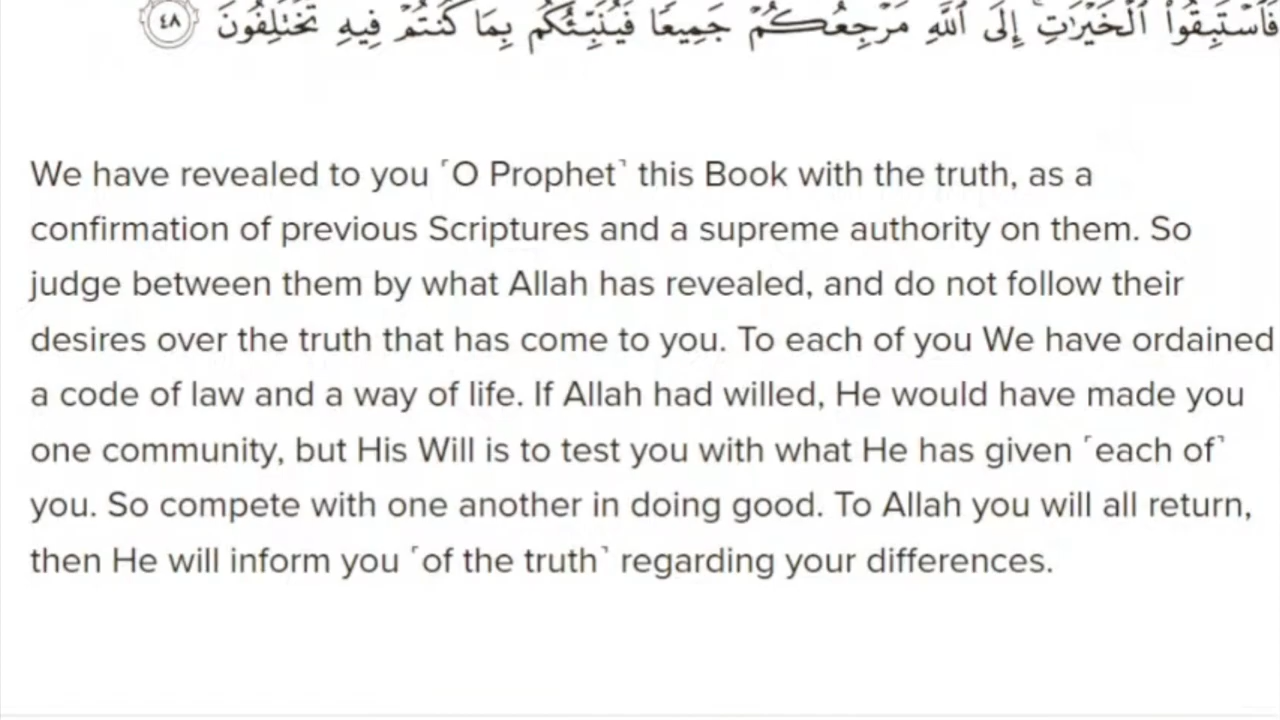 فَٱسْتَبِقُوا۟ ٱلْخَيْرَٰتِ ۚ إِلَى ٱللَّهِ مَرْجِعُكُمْ جَمِيعًا فَيُنَبِّئُكُم بِمَا كُنتُمْ فِيهِ تَخْتَلِفُونَ ٤٨
We have revealed to you ˹O Prophet˺ this Book with the truth, as a
confirmation of previous Scriptures and a supreme authority on them. So
judge between them by what Allah has revealed, and do not follow their
desires over the truth that has come to you. To each of you We have ordained
a code of law and a way of life. If Allah had willed, He would have made you
one community, but His Will is to test you with what He has given ˹each of˺
you. So compete with one another in doing good. To Allah you will all return,
then He will inform you ˹of the truth˺ regarding your differences.